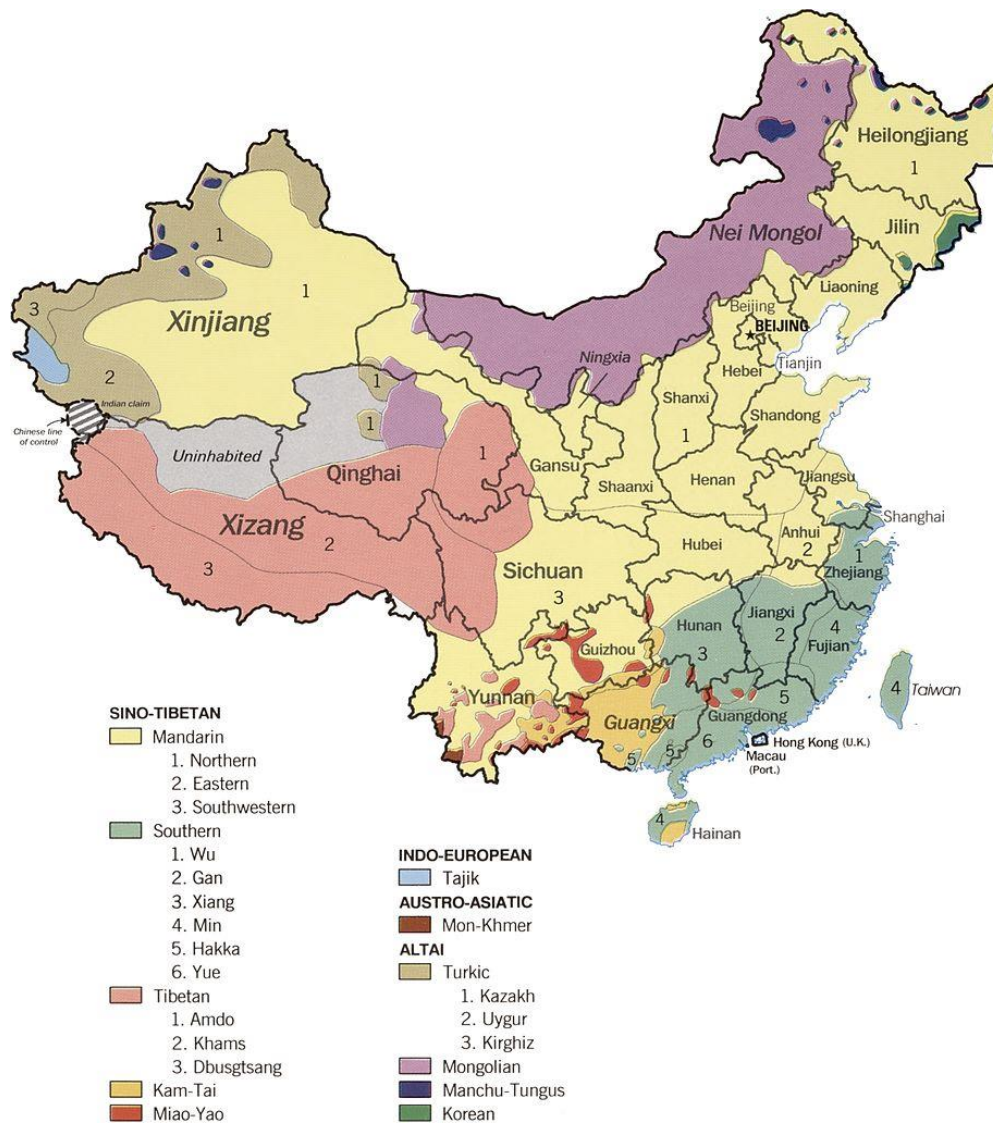 Heilongjiang
1
Jilin
Nei Mongol
Liaoning
1
3
1
Xinjiang
Beijing
BEIJING
Tianjin
Ningxia
Hebei
2
Indian claim
Chinese line
of control
1
1
Shanxi
1
Shandong
Uninhabited
Qinghai
1
Gansu
Shaanxi
Henan
Jiangsu
Shanghai
Xizang
2
3
Hubei
Anhui
2
1
Zhejiang
Sichuan
3
Hunan
3
Jiangxi
2
4
Fujian
Guizhou
4
Taiwan
Yunnan
Guangxi
Guangdong
5
6
5
5
Hong Kong (U.K.)
Macau
(Port.)
4
Hainan
SINO-TIBETAN
Mandarin
1. Northern
2. Eastern
3. Southwestern
Southern
1. Wu
2. Gan
3. Xiang
4. Min
5. Hakka
6. Yue
Tibetan
1. Amdo
2. Khams
3. Dbusgtsang
Kam-Tai
Miao-Yao
INDO-EUROPEAN
Tajik
AUSTRO-ASIATIC
Mon-Khmer
ALTAI
Turkic
1. Kazakh
2. Uygur
3. Kirghiz
Mongolian
Manchu-Tungus
Korean